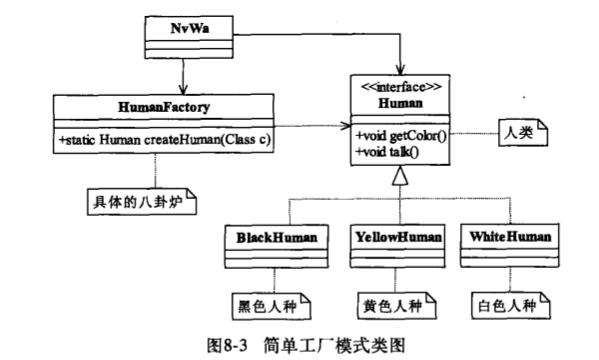 NvWa
HumanFactory
+static Human createHuman(Class c)
<<interface>>
Human
+void getColor()
+void talk()
人类
具体的八卦炉
BlackHuman
YellowHuman
WhiteHuman
黑色人种
黄色人种
白色人种
图8-3 简单工厂模式类图